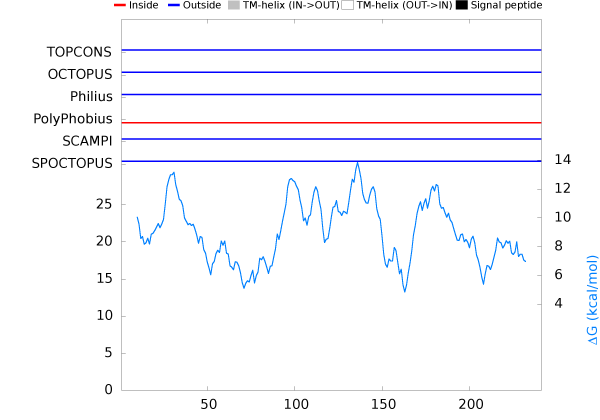 Inside Outside TM-helix (IN->OUT) TM-helix (OUT->IN) Signal peptide
TOPCONS
OCTOPUS
Philius
PolyPhobius
SCAMPI
SPOCTOPUS
25
20
15
10
5
0
50 100 150 200
14
12
10
8
6
4
ΔG (kcal/mol)